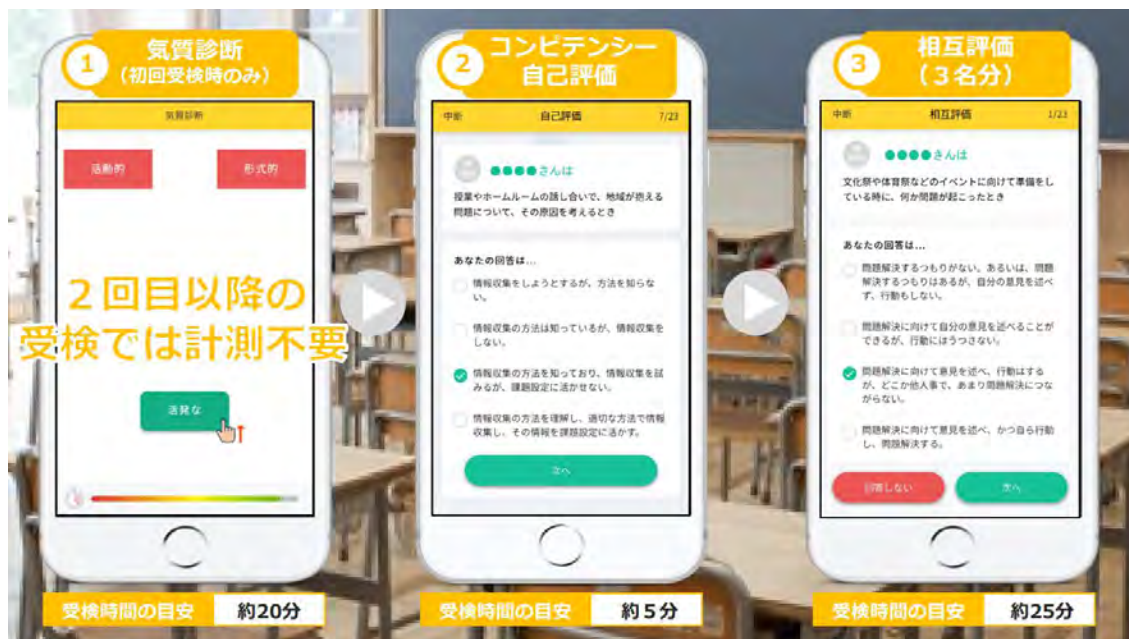 1
気質診断
(初回受検時のみ)
気質診断
活動的
形式的
2回目以降の
受検では計測不要
活発な
受検時間の目安
約20分
2
コンピテンシー
自己評価
中断
自己評価
7/23
●●●●さんは
授業やホームルームの話し合いで、地域が抱える
問題について、その原因を考えるとき
あなたの回答は...
情報収集をしようとするが、方法を知らな
い。
情報収集の方法は知っているが、情報収集を
しない。
情報収集の方法を知っており、情報収集を試
みるが、課題設定に活かせない。
情報収集の方法を理解し、適切な方法で情報
収集し、その情報を課題設定に活かす。
次へ
受検時間の目安
約5分
3
相互評価
(3名分)
中断
相互評価
1/23
●●●●さんは
文化祭や体育祭などのイベントに向けて準備をし
ている時に、何か問題が起こったとき
あなたの回答は...
問題解決するつもりがない。あるいは、問題
解決するつもりはあるが、自分の意見を述べ
ず、行動もしない。
問題解決に向けて自分の意見を述べることが
できるが、行動にはうつさない。
問題解決に向けて意見を述べ、行動はする
が、どこか他人事で、あまり問題解決につな
がらない。
問題解決に向けて意見を述べ、かつ自ら行動
し、問題解決する。
回答しない
次へ
受検時間の目安
約25分